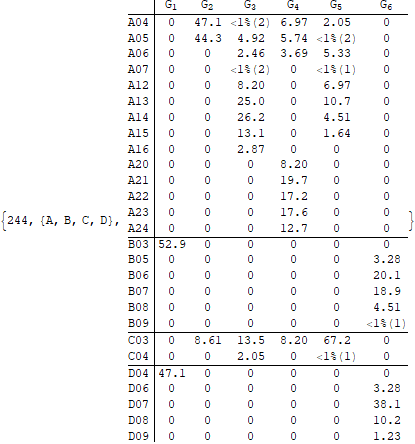 G1 G2 G3 G4 G5 G6
A04 0 47.1 <1%(2) 6.97 2.05 0
A05 0 44.3 4.92 5.74 <1%(2) 0
A06 0 0 2.46 3.69 5.33 0
A07 0 0 <1%(2) 0 <1%(1) 0
A12 0 0 8.20 0 6.97 0
A13 0 0 25.0 0 10.7 0
A14 0 0 26.2 0 4.51 0
A15 0 0 13.1 0 1.64 0
A16 0 0 2.87 0 0 0
A20 0 0 0 8.20 0 0
A21 0 0 0 19.7 0 0
{244, {A, B, C, D}, A22 0 0 0 17.2 0 0 }
A23 0 0 0 17.6 0 0
A24 0 0 0 12.7 0 0
B03 52.9 0 0 0 0 0
B05 0 0 0 0 0 3.28
B06 0 0 0 0 0 20.1
B07 0 0 0 0 0 18.9
B08 0 0 0 0 0 4.51
B09 0 0 0 0 0 <1%(1)
C03 0 8.61 13.5 8.20 67.2 0
C04 0 0 2.05 0 <1%(1) 0
D04 47.1 0 0 0 0 0
D06 0 0 0 0 0 3.28
D07 0 0 0 0 0 38.1
D08 0 0 0 0 0 10.2
D09 0 0 0 0 0 1.23